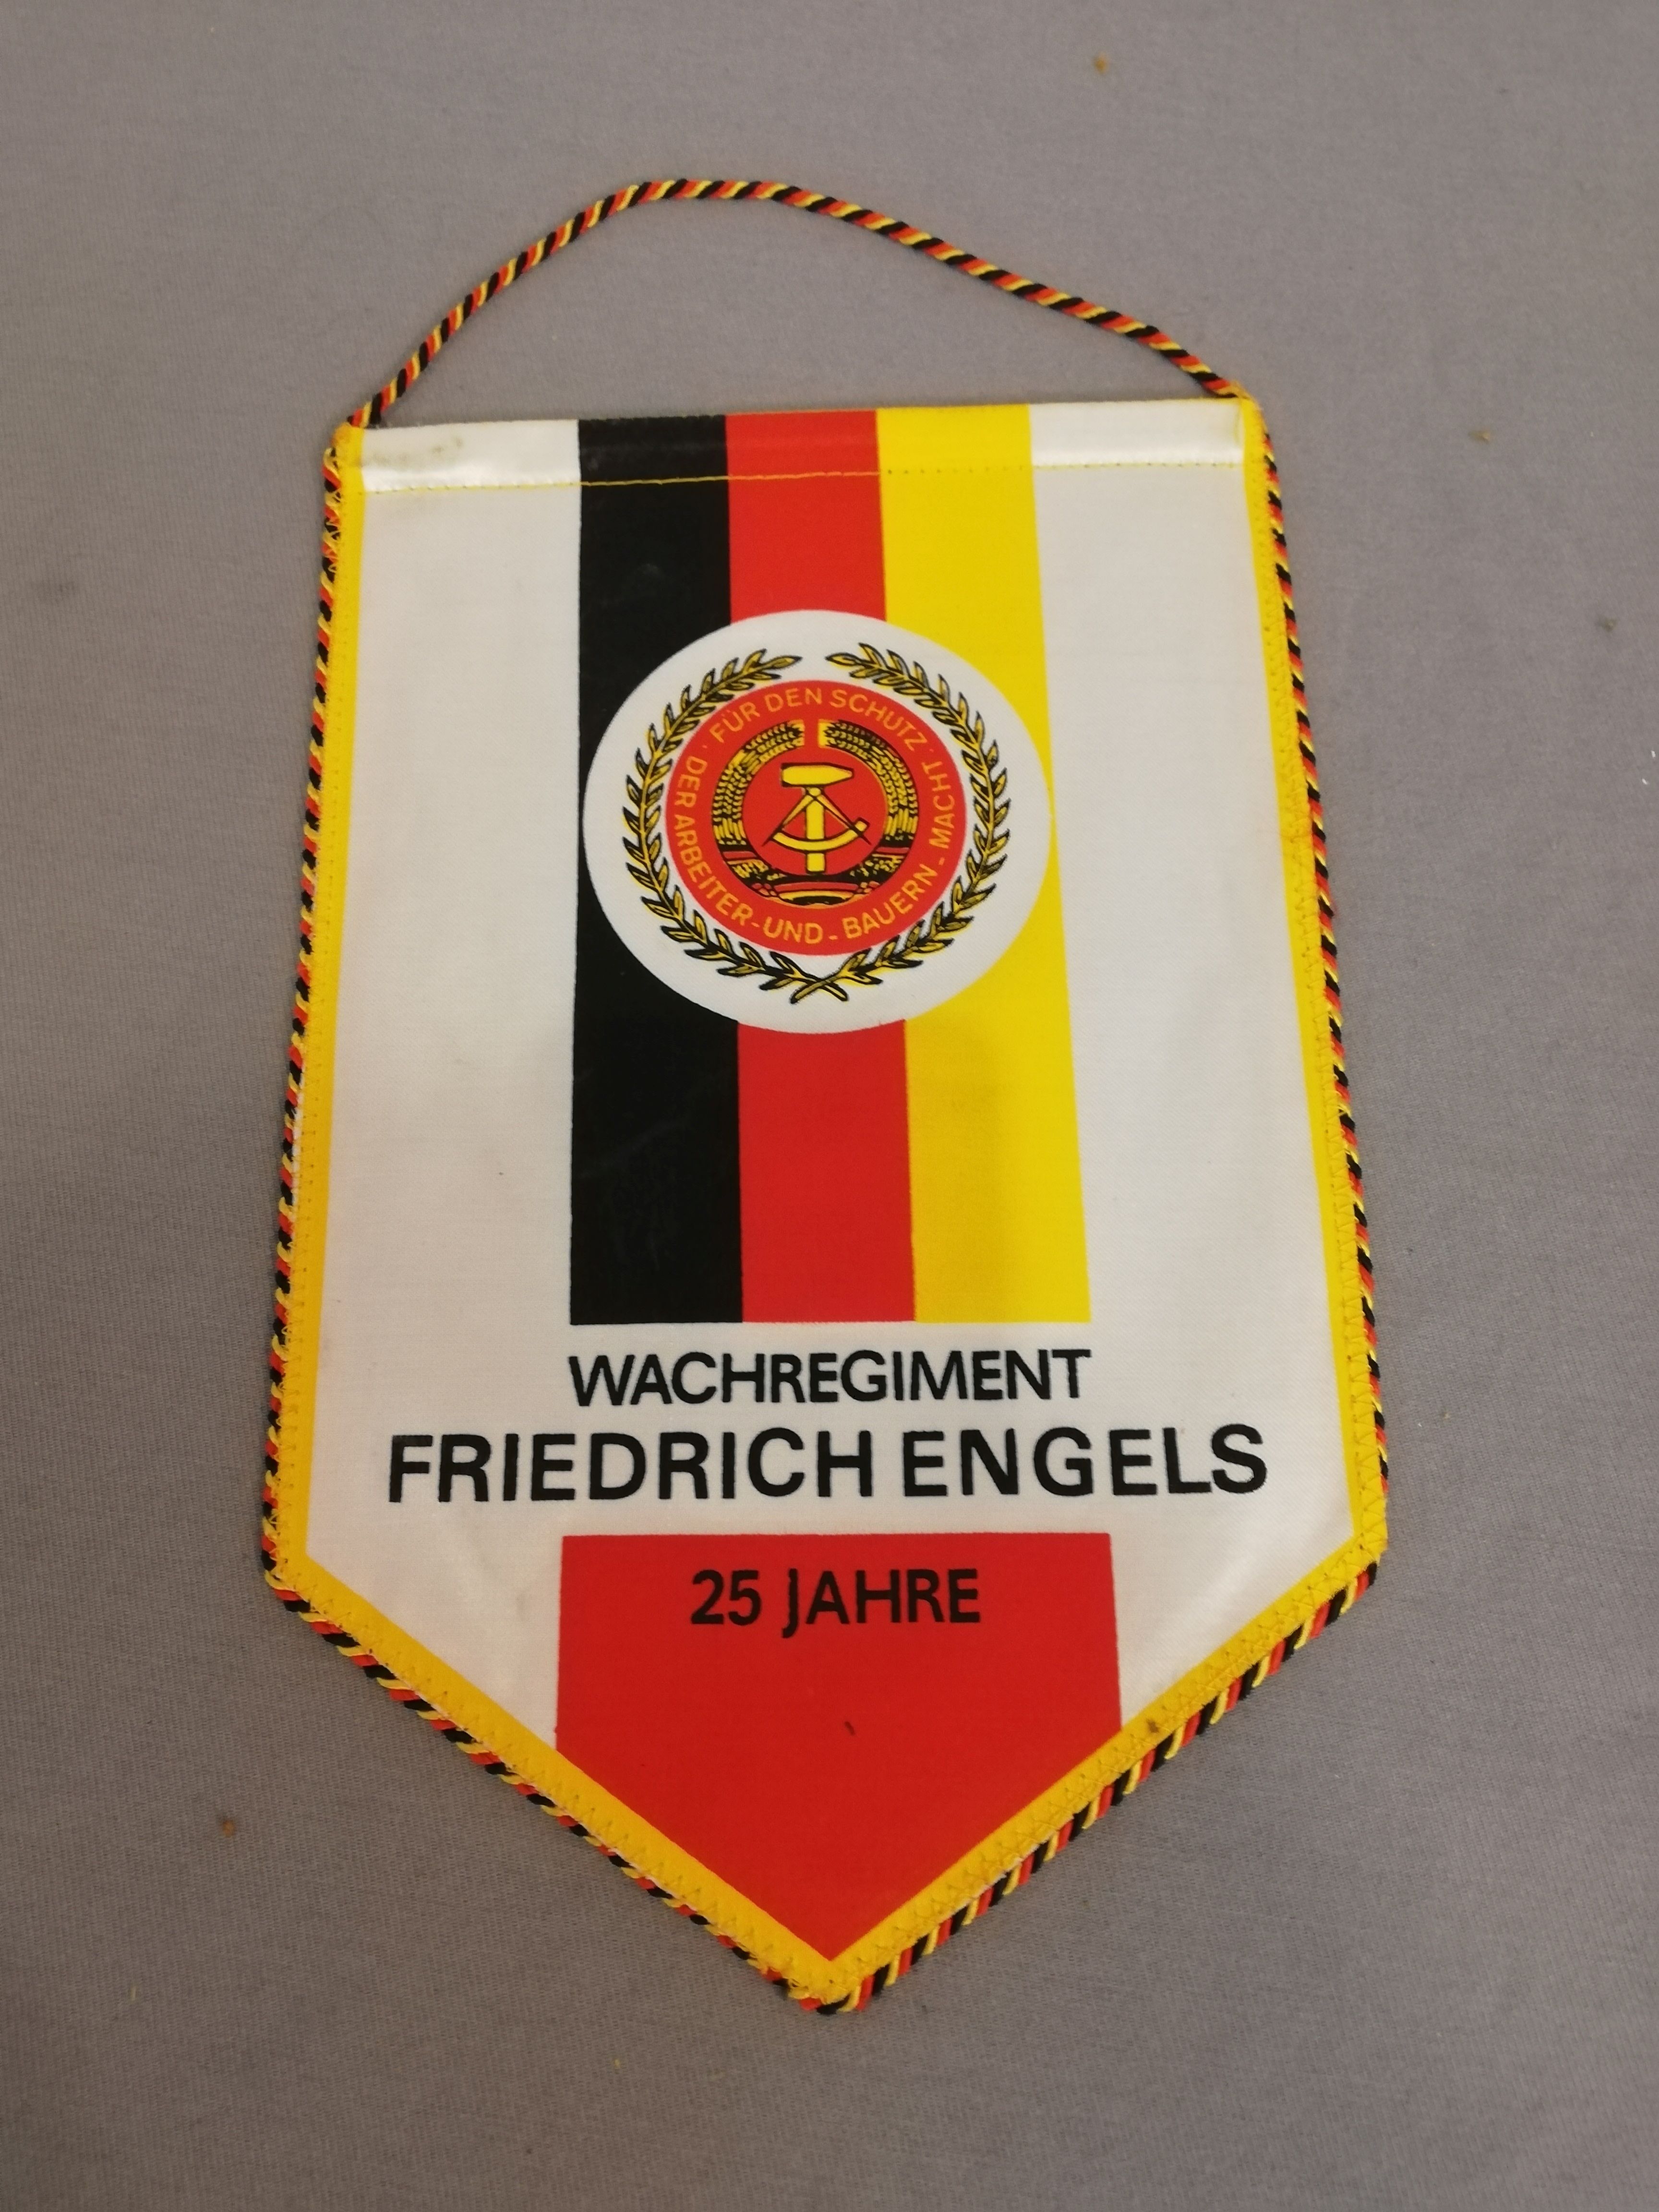 FÜR DEN SCHUTZ
DER ARBEITER-UND-BAUERN-MACHT
WACHREGIMENT
FRIEDRICH ENGELS
25 JAHRE